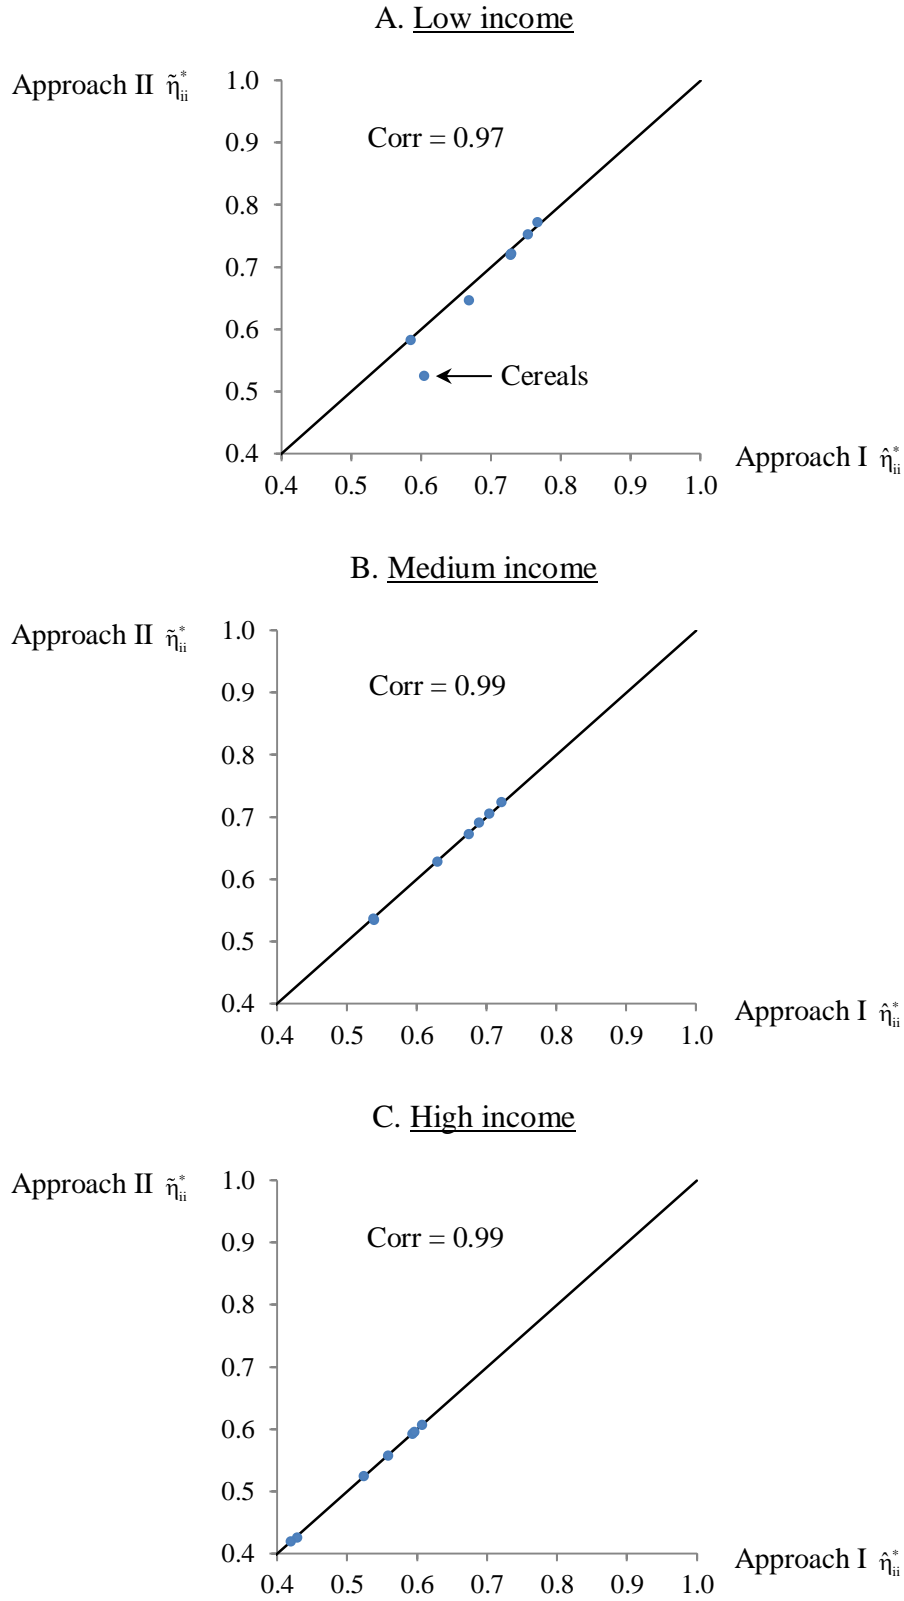 A. Low income
Approach II η̃*ii
1.0
0.9
Corr = 0.97
0.8
0.7
0.6
0.5
Cereals
0.4
Approach I η̂*ii
0.4 0.5 0.6 0.7 0.8 0.9 1.0
B. Medium income
Approach II η̃*ii
1.0
0.9
Corr = 0.99
0.8
0.7
0.6
0.5
0.4
Approach I η̂*ii
0.4 0.5 0.6 0.7 0.8 0.9 1.0
C. High income
Approach II η̃*ii
1.0
0.9
Corr = 0.99
0.8
0.7
0.6
0.5
0.4
Approach I η̂*ii
0.4 0.5 0.6 0.7 0.8 0.9 1.0